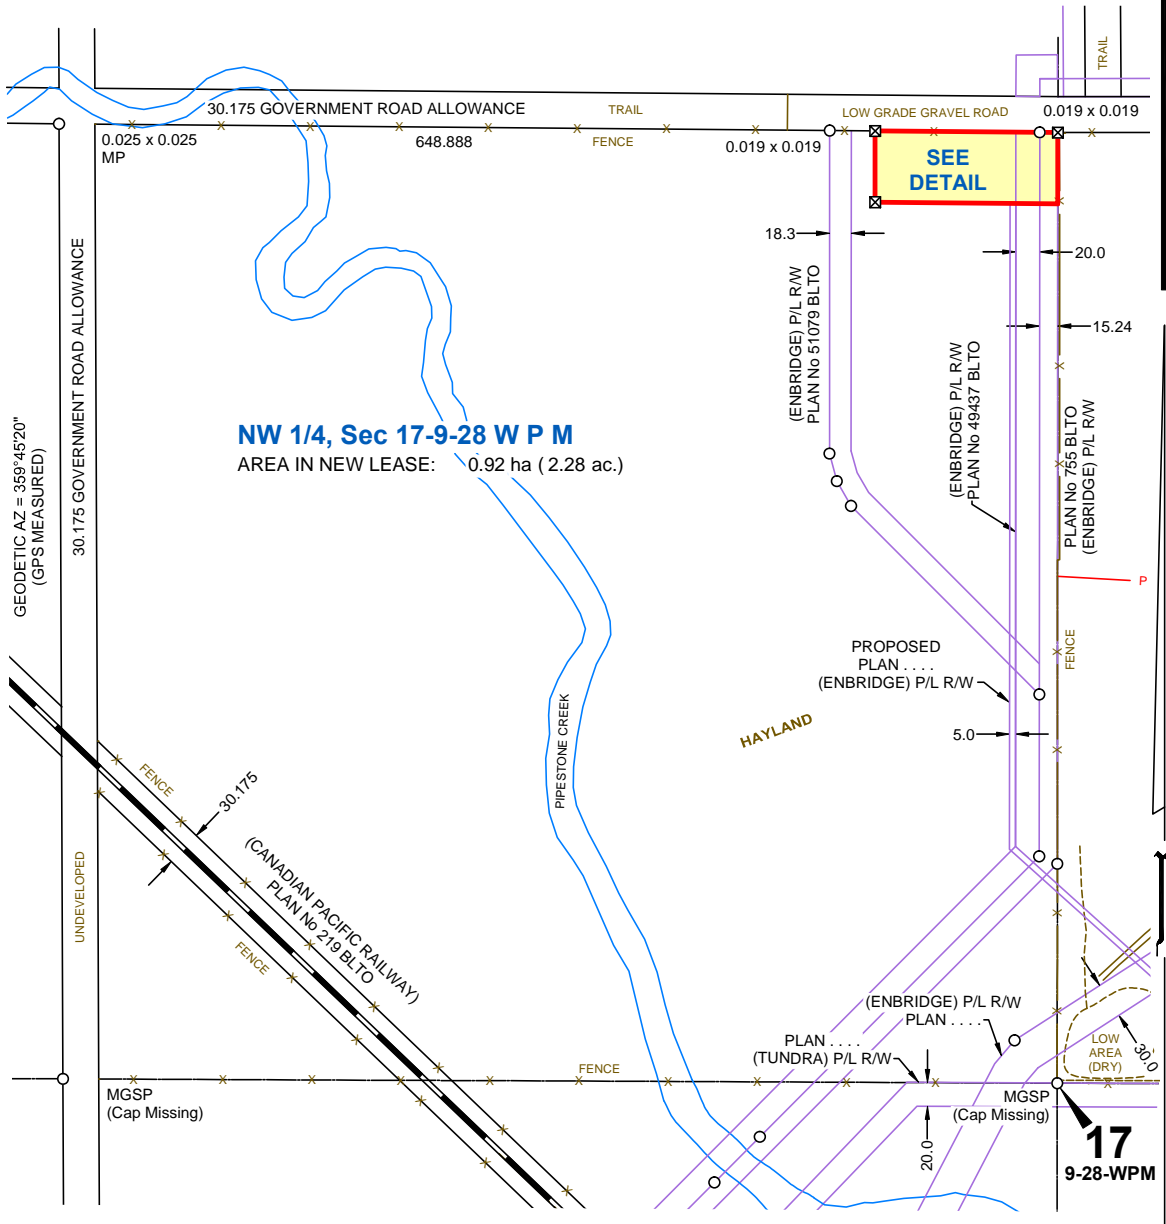 TRAIL
30.175 GOVERNMENT ROAD ALLOWANCE
TRAIL
LOW GRADE GRAVEL ROAD
0.019 x 0.019
0.025 x 0.025
MP
648.888
FENCE
0.019 x 0.019
SEE
DETAIL
18.3
20.0
15.24
(ENBRIDGE) P/L R/W
PLAN No 51079 BLTO
(ENBRIDGE) P/L R/W
PLAN No 49437 BLTO
PLAN No 755 BLTO
(ENBRIDGE) P/L R/W
30.175 GOVERNMENT ROAD ALLOWANCE
GEODETIC AZ = 359°45'20"
(GPS MEASURED)
NW 1/4, Sec 17-9-28 W P M
AREA IN NEW LEASE: 0.92 ha ( 2.28 ac.)
P
FENCE
PROPOSED
PLAN . . . .
(ENBRIDGE) P/L R/W
5.0
HAYLAND
PIPESTONE CREEK
FENCE
30.175
(CANADIAN PACIFIC RAILWAY)
PLAN No 219 BLTO
FENCE
UNDEVELOPED
(ENBRIDGE) P/L R/W
PLAN . . . .
PLAN . . . .
(TUNDRA) P/L R/W
LOW
AREA
(DRY)
30.0
FENCE
MGSP
(Cap Missing)
MGSP
(Cap Missing)
20.0
17
9-28-WPM